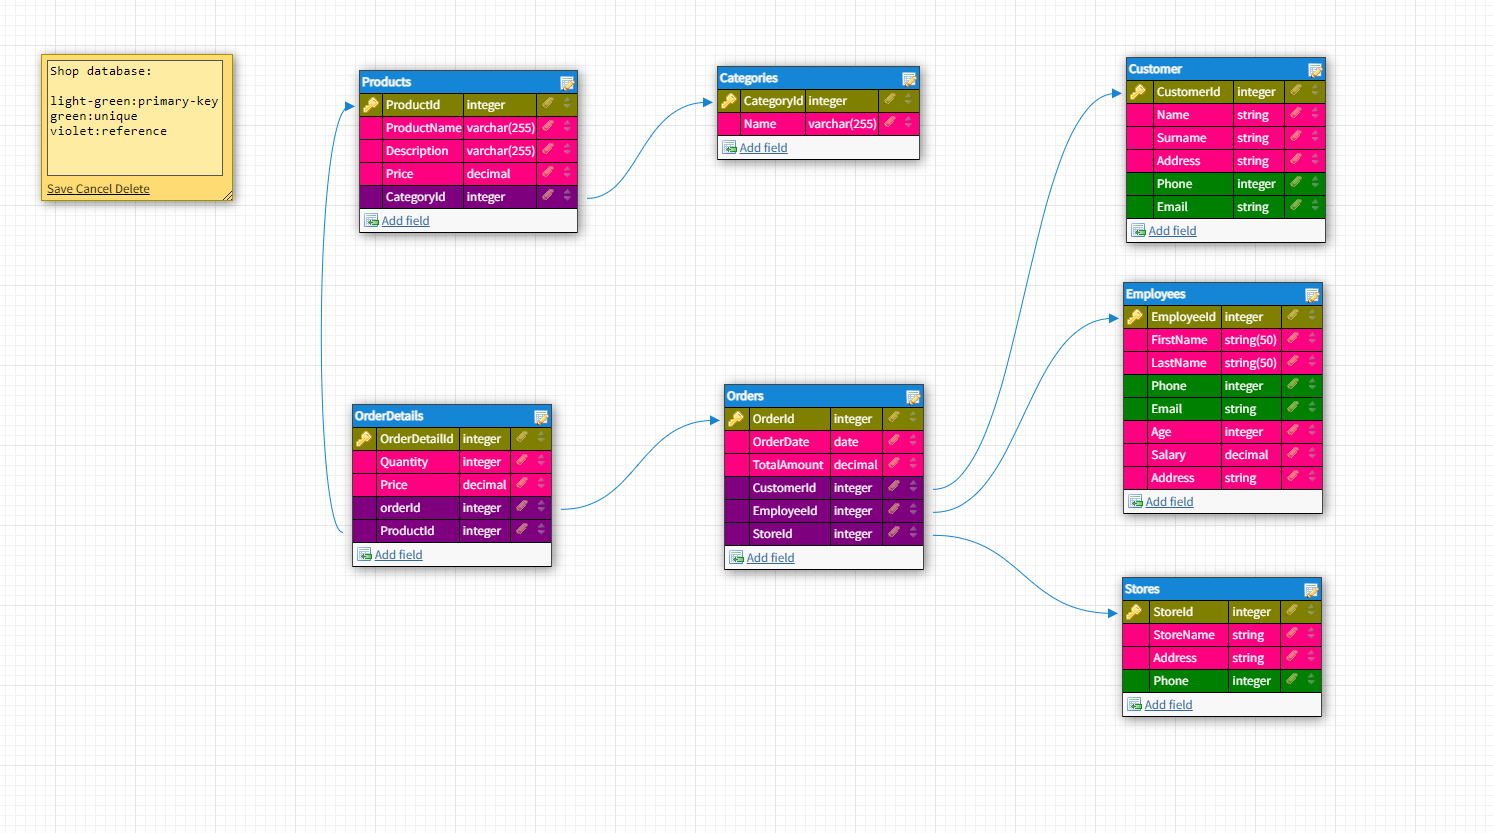 Shop database:
light-green:primary-key
green:unique
violet:reference
Save Cancel Delete
Products
ProductId integer
ProductName varchar(255)
Description varchar(255)
Price decimal
CategoryId integer
Add field
Categories
CategoryId integer
Name varchar(255)
Add field
Customer
CustomerId integer
Name string
Surname string
Address string
Phone integer
Email string
Add field
Employees
EmployeeId integer
FirstName string(50)
LastName string(50)
Phone integer
Email string
Age integer
Salary decimal
Address string
Add field
OrderDetails
OrderDetailId integer
Quantity integer
Price decimal
orderId integer
ProductId integer
Add field
Orders
OrderId integer
OrderDate date
TotalAmount decimal
CustomerId integer
EmployeeId integer
StoreId integer
Add field
Stores
StoreId integer
StoreName string
Address string
Phone integer
Add field